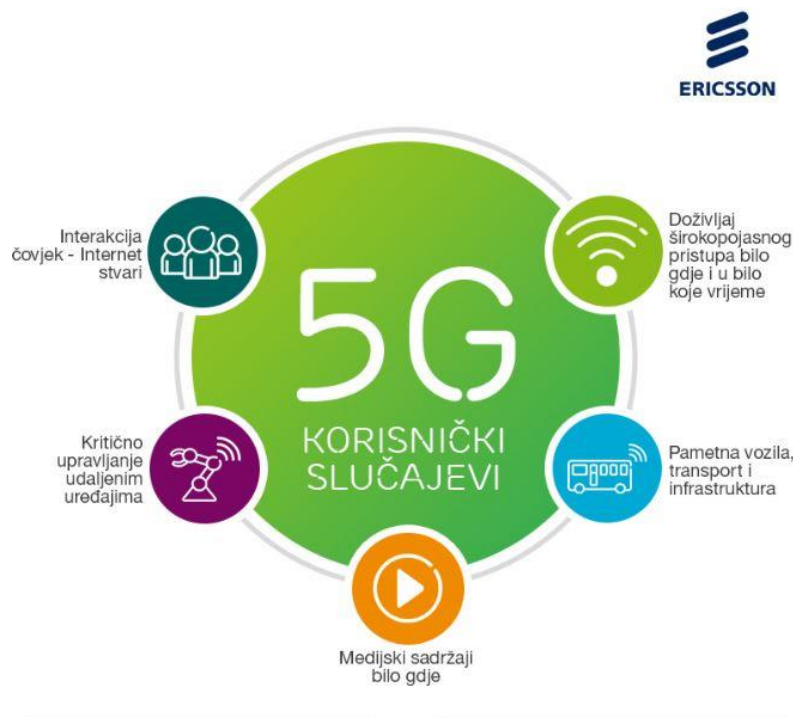 ERICSSON
Interakcija
čovjek - Internet
stvari
Doživljaj
širokopojasnog
pristupa bilo
gdje i u bilo
koje vrijeme
5G
KORISNIČKI
SLUČAJEVI
Kritično
upravljanje
udaljenim
uređajima
Pametna vozila,
transport i
infrastruktura
Medijski sadržaji
bilo gdje